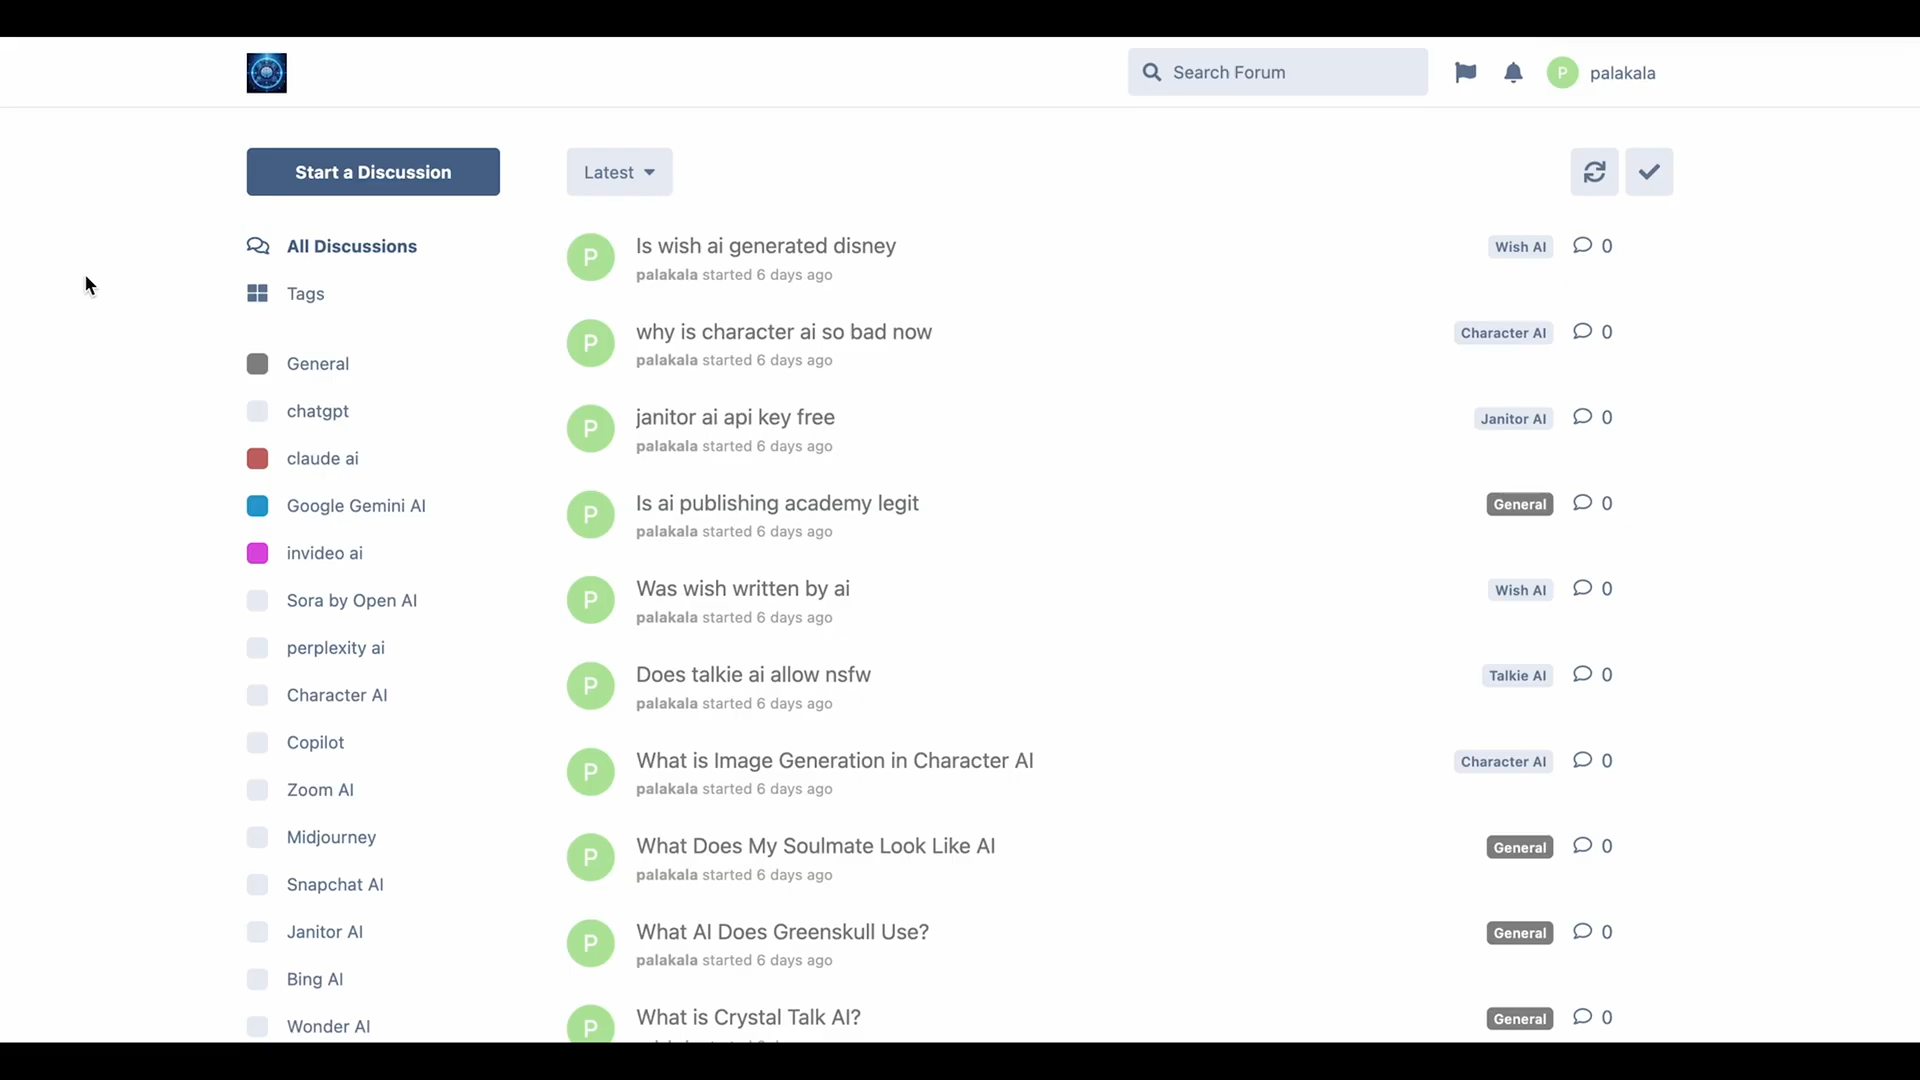 Search Forum
P
palakala
Start a Discussion
Latest
All Discussions
Tags
General
chatgpt
claude ai
Google Gemini AI
invideo ai
Sora by Open AI
perplexity ai
Character AI
Copilot
Zoom AI
Midjourney
Snapchat AI
Janitor AI
Bing AI
Wonder AI
P
Is wish ai generated disney
palakala started 6 days ago
Wish AI
0
P
why is character ai so bad now
palakala started 6 days ago
Character AI
0
P
janitor ai api key free
palakala started 6 days ago
Janitor AI
0
P
Is ai publishing academy legit
palakala started 6 days ago
General
0
P
Was wish written by ai
palakala started 6 days ago
Wish AI
0
P
Does talkie ai allow nsfw
palakala started 6 days ago
Talkie AI
0
P
What is Image Generation in Character AI
palakala started 6 days ago
Character AI
0
P
What Does My Soulmate Look Like AI
palakala started 6 days ago
General
0
P
What AI Does Greenskull Use?
palakala started 6 days ago
General
0
P
What is Crystal Talk AI?
General
0